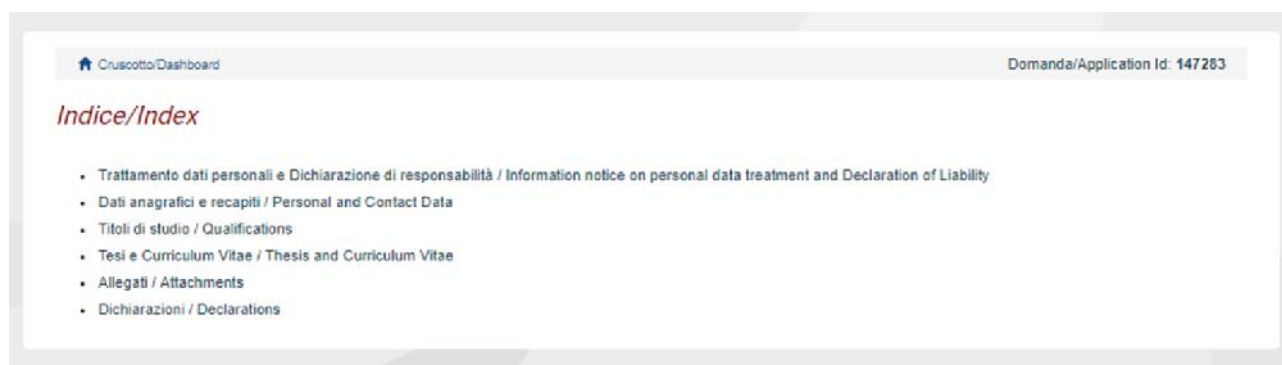 Cruscotto/Dashboard
Domanda/Application Id: 147283
Indice/Index
Trattamento dati personali e Dichiarazione di responsabilità / Information notice on personal data treatment and Declaration of Liability
Dati anagrafici e recapiti / Personal and Contact Data
Titoli di studio / Qualifications
Tesi e Curriculum Vitae / Thesis and Curriculum Vitae
Allegati / Attachments
Dichiarazioni / Declarations